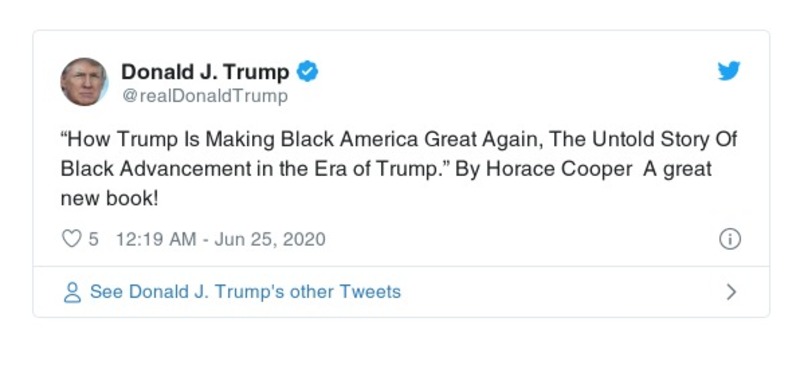 Donald J. Trump
@realDonaldTrump
“How Trump Is Making Black America Great Again, The Untold Story Of
Black Advancement in the Era of Trump.” By Horace Cooper  A great
new book!
5 12:19 AM - Jun 25, 2020
See Donald J. Trump's other Tweets